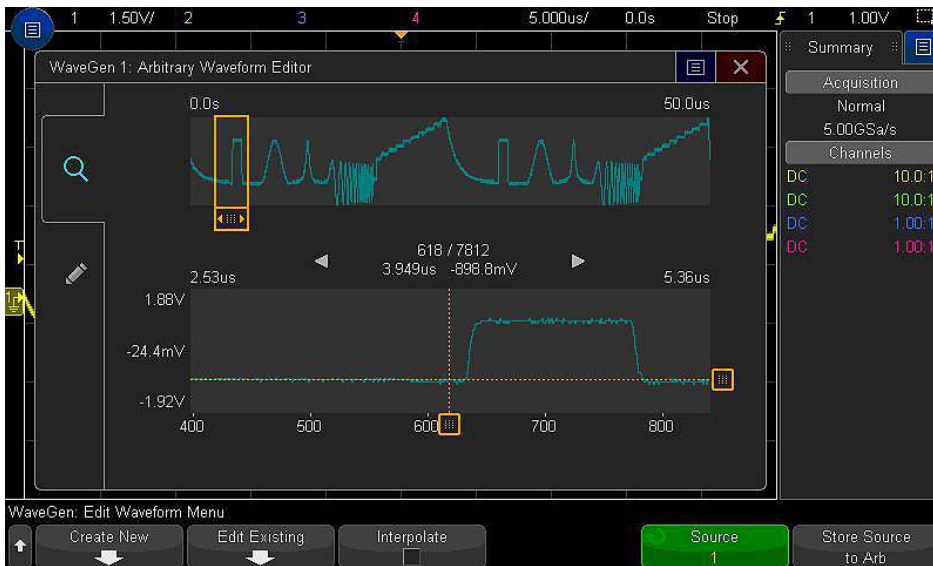 1 1.50V/ 2 3 4 5.000us/ 0.0s Stop 1 1.00V
WaveGen 1: Arbitrary Waveform Editor
0.0s 50.0us
618 / 7812
3.949us -898.8mV
2.53us 5.36us
1.88V
-24.4mV
-1.92V
400 500 600 700 800
T
1
Summary
Acquisition
Normal
5.00GSa/s
Channels
DC 10.0:1
DC 10.0:1
DC 1.00:1
DC 1.00:1
WaveGen: Edit Waveform Menu
Create New
Edit Existing
Interpolate
Source
1
Store Source
to Arb